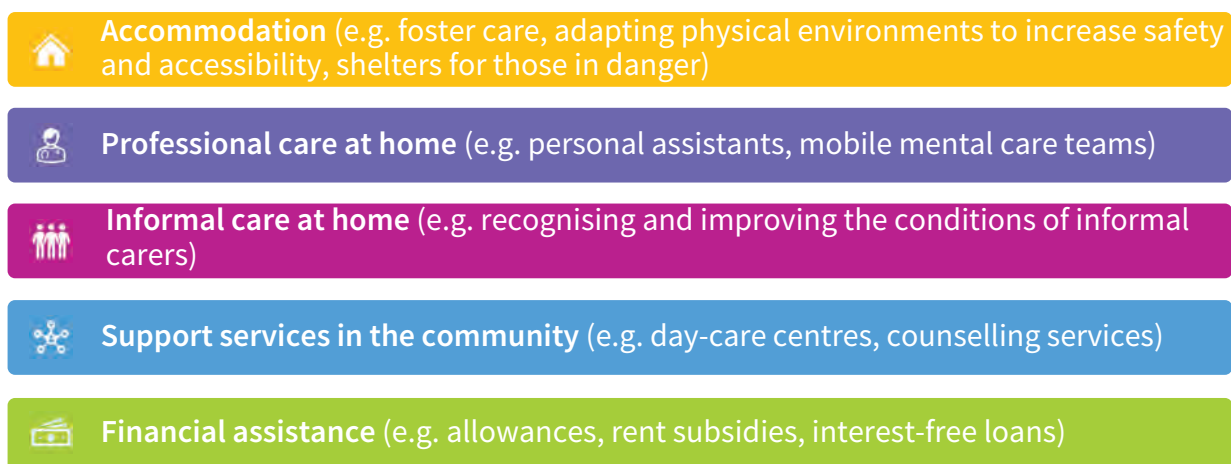 Accommodation (e.g. foster care, adapting physical environments to increase safety
and accessibility, shelters for those in danger)
Professional care at home (e.g. personal assistants, mobile mental care teams)
Informal care at home (e.g. recognising and improving the conditions of informal
carers)
Support services in the community (e.g. day-care centres, counselling services)
Financial assistance (e.g. allowances, rent subsidies, interest-free loans)